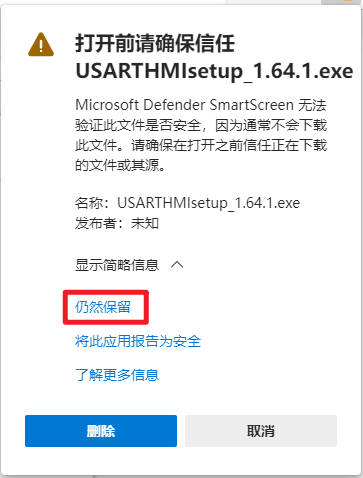 打开前请确保信任
USARTHMIsetup_1.64.1.exe
Microsoft Defender SmartScreen 无法
验证此文件是否安全，因为通常不会下载
此文件。请确保在打开之前信任正在下载
的文件或其源。
名称：USARTHMIsetup_1.64.1.exe
发布者：未知
显示简略信息
仍然保留
将此应用报告为安全
了解更多信息
删除
取消